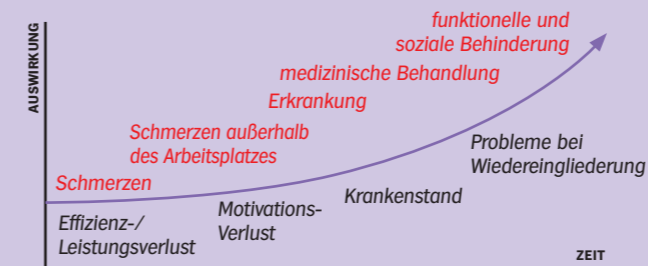 AUSWIRKUNG
funktionelle und
soziale Behinderung
medizinische Behandlung
Erkrankung
Schmerzen außerhalb
des Arbeitsplatzes
Schmerzen
Probleme bei
Wiedereingliederung
Krankenstand
Motivations-
Verlust
Effizienz-/
Leistungsverlust
ZEIT